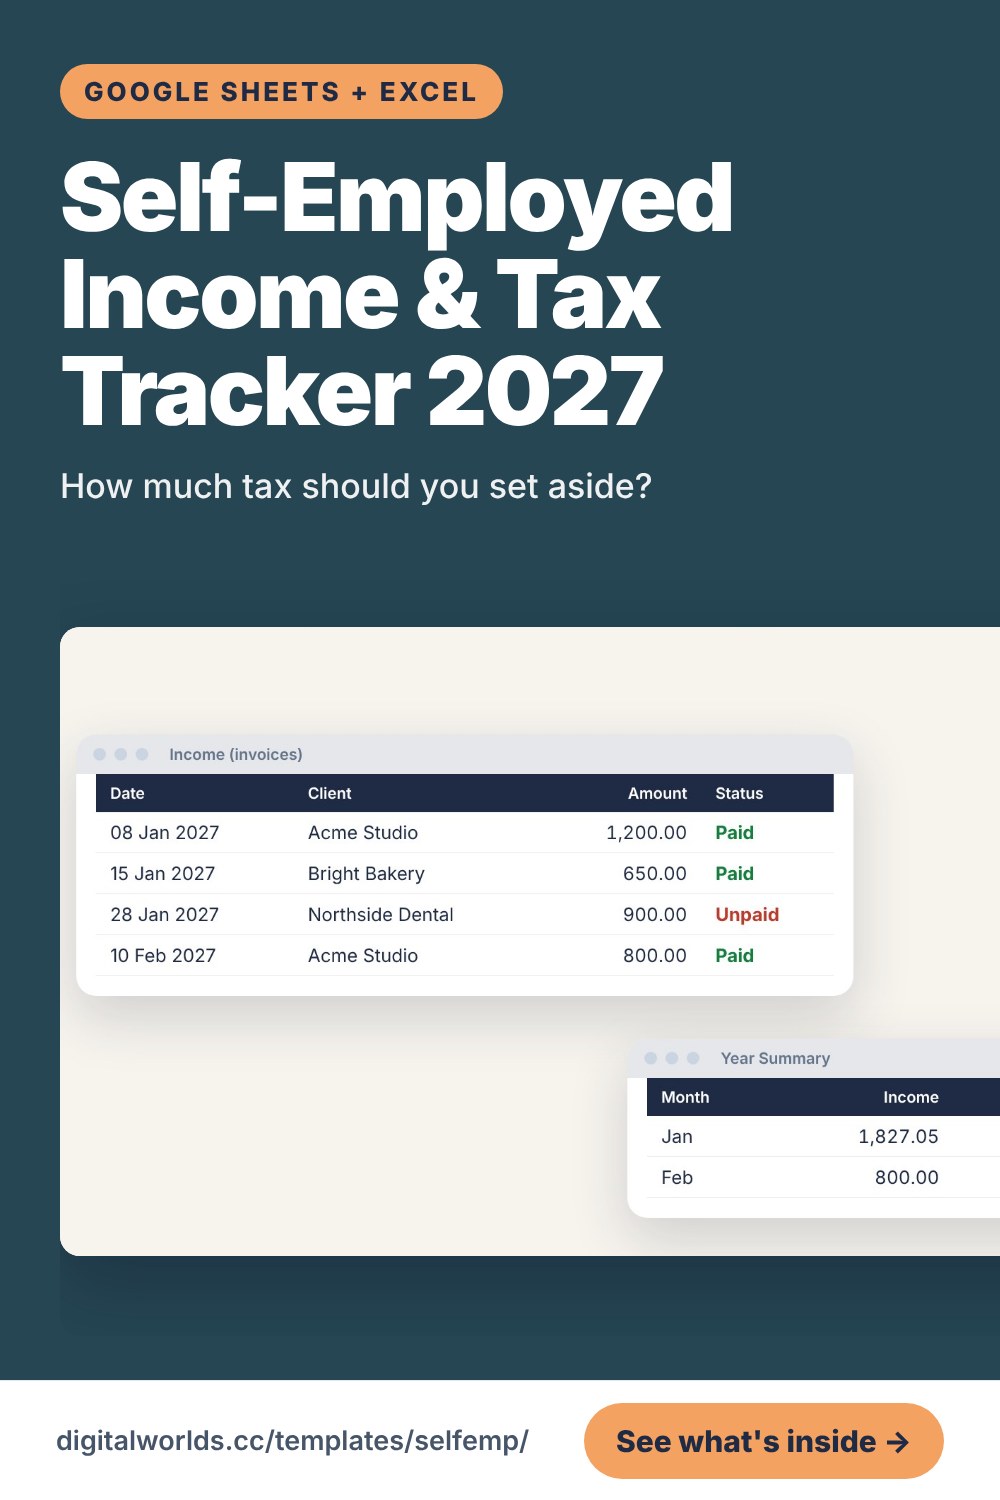 GOOGLE SHEETS + EXCEL
Self-Employed
Income & Tax
Tracker 2027
How much tax should you set aside?
Income (invoices)
Date Client Amount Status
08 Jan 2027 Acme Studio 1,200.00 Paid
15 Jan 2027 Bright Bakery 650.00 Paid
28 Jan 2027 Northside Dental 900.00 Unpaid
10 Feb 2027 Acme Studio 800.00 Paid
Year Summary
Month Income
Jan 1,827.05
Feb 800.00
digitalworlds.cc/templates/selfemp/
See what's inside →